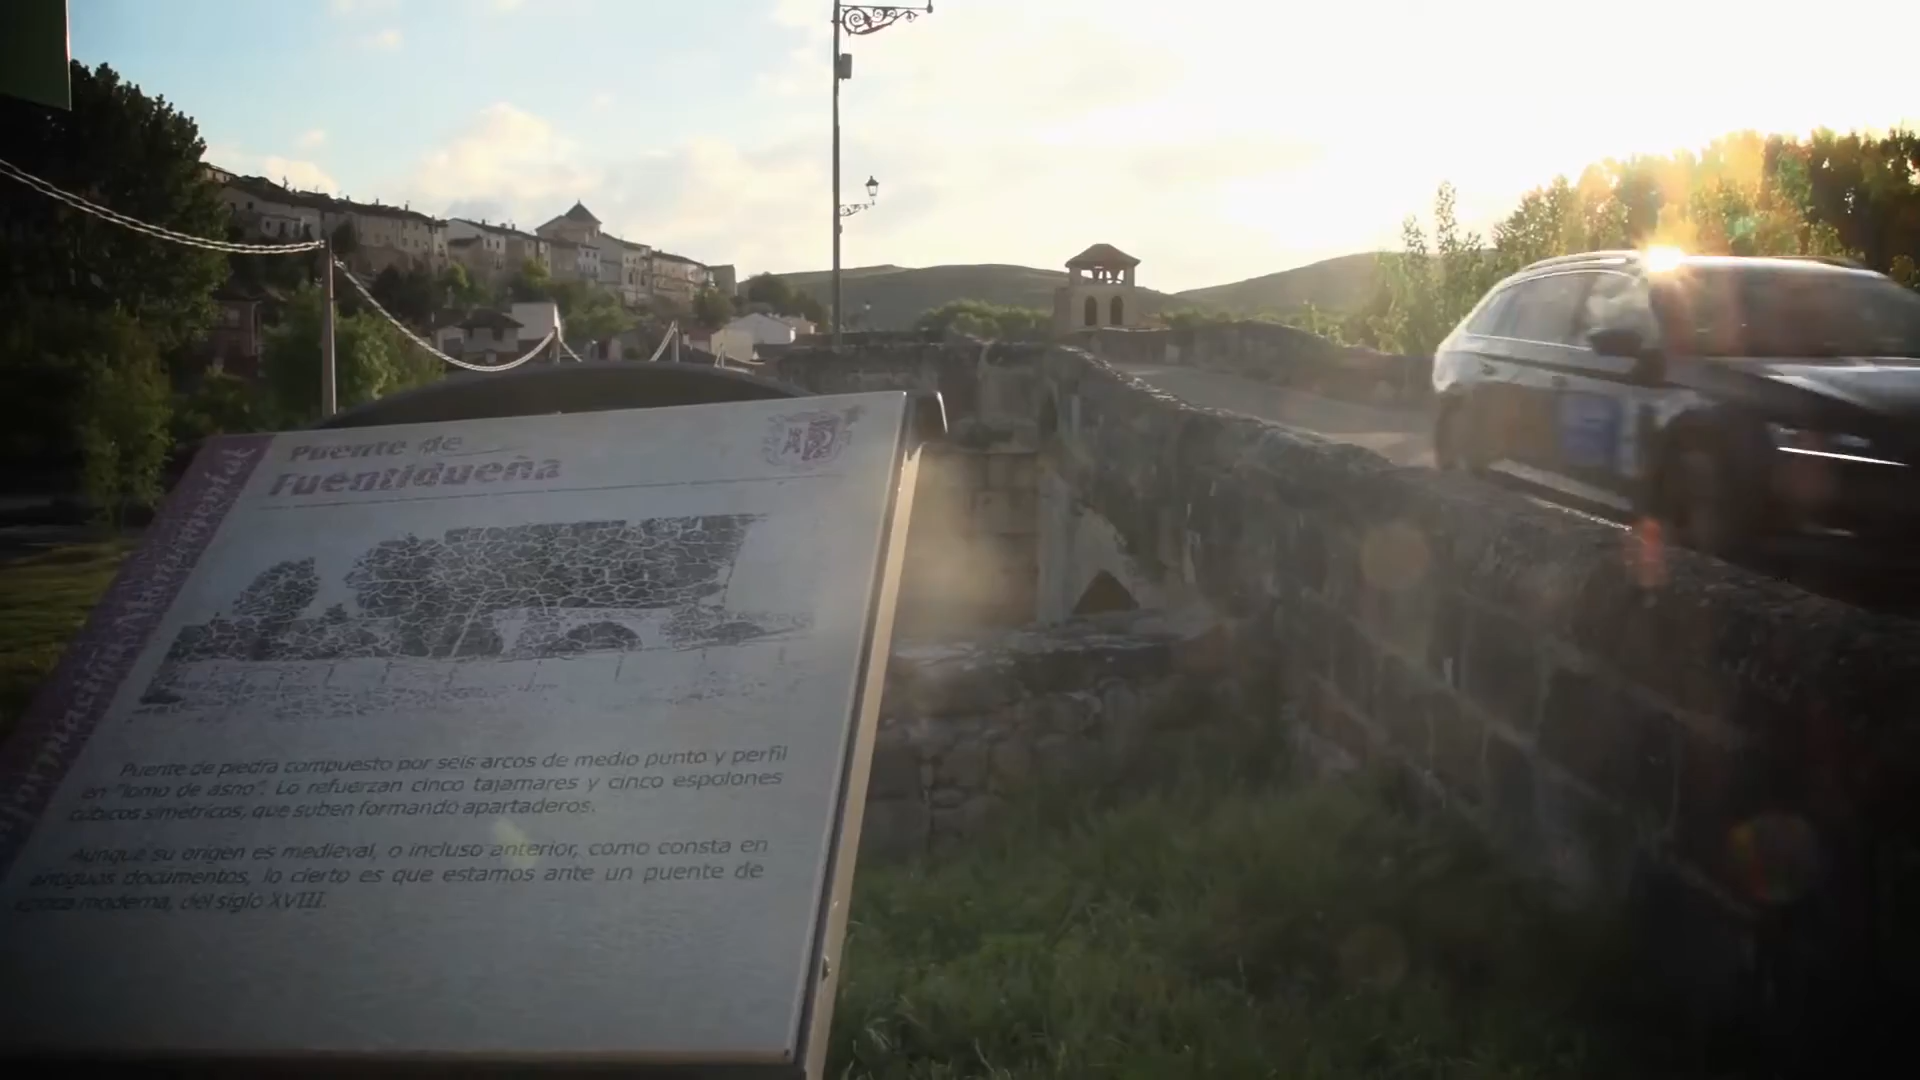 Puente de
Fuentidueña
Información Monumental
Puente de piedra compuesto por seis arcos de medio punto y perfil
en "lomo de asno". Lo refuerzan cinco tajamares y cinco espolones
cúbicos simétricos, que suben formando apartaderos.
Aunque su origen es medieval, o incluso anterior, como consta en
antiguos documentos, lo cierto es que estamos ante un puente de
época moderna, del siglo XVIII.